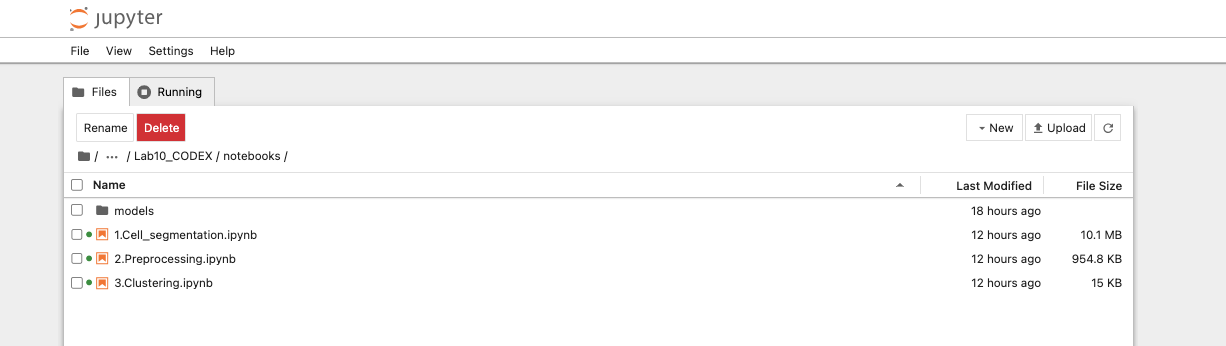 jupyter
File View Settings Help
Files Running
Rename Delete New Upload
/ ··· / Lab10_CODEX / notebooks /
Name Last Modified File Size
models 18 hours ago
1.Cell_segmentation.ipynb 12 hours ago 10.1 MB
2.Preprocessing.ipynb 12 hours ago 954.8 KB
3.Clustering.ipynb 12 hours ago 15 KB